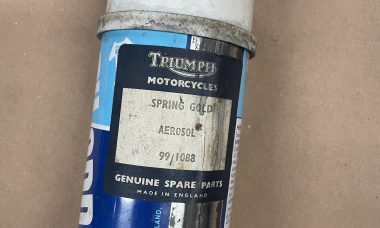 TRIUMPH
MOTORCYCLES
SPRING GOLD
AEROSOL
99/1088
GENUINE SPARE PARTS
MADE IN ENGLAND